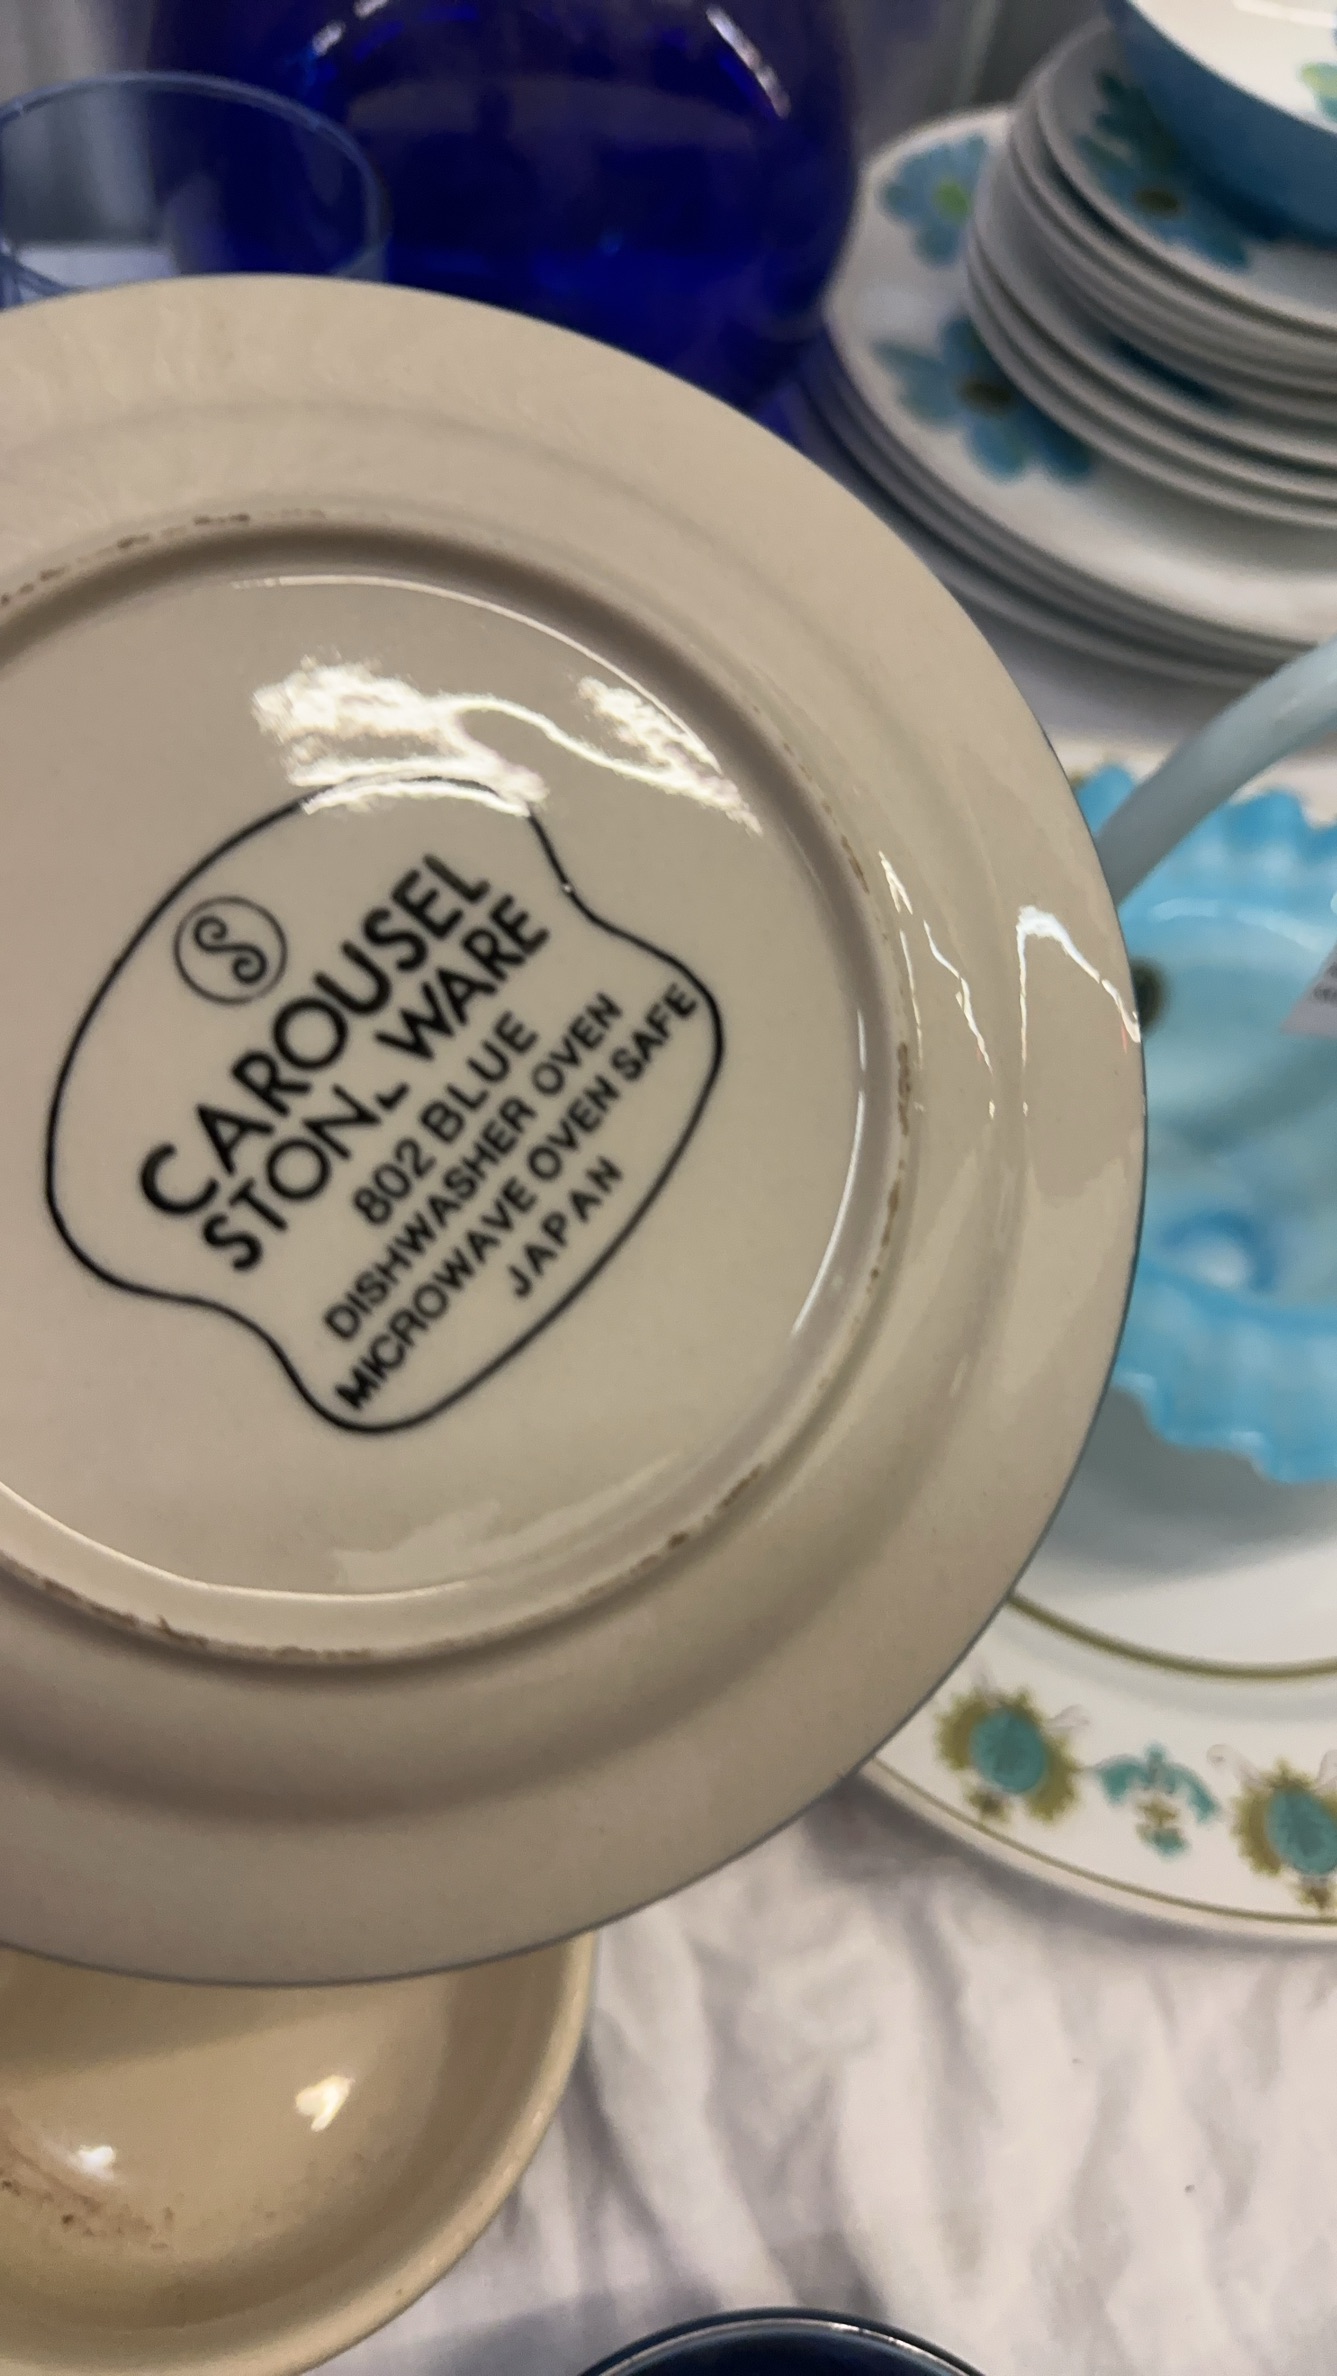 S
CAROUSEL
STON WARE
802 BLUE
DISHWASHER OVEN
MICROWAVE OVEN SAFE
JAPAN